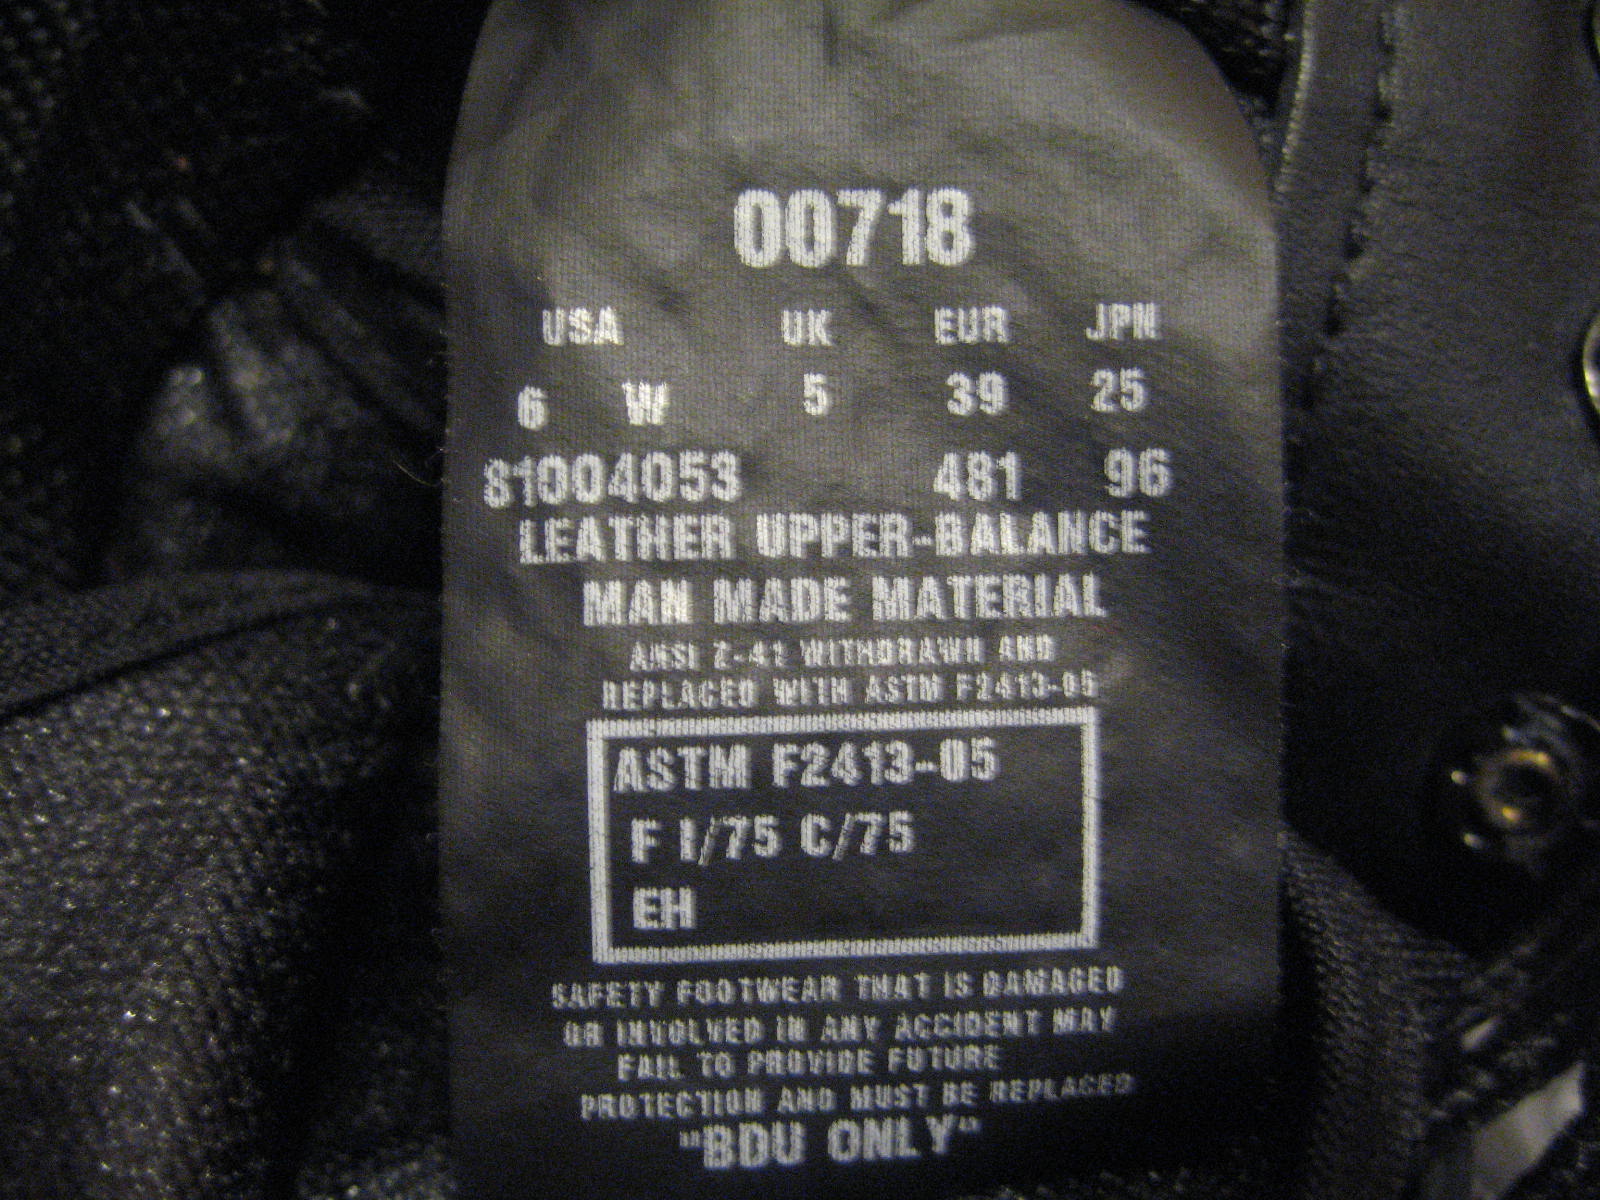 00718
USA UK EUR JPN
6 W 5 39 25
81004053 481 96
LEATHER UPPER-BALANCE
MAN MADE MATERIAL
ANSI Z-41 WITHDRAWN AND
REPLACED WITH ASTM F2413-05
ASTM F2413-05
F I/75 C/75
EH
SAFETY FOOTWEAR THAT IS DAMAGED
OR INVOLVED IN ANY ACCIDENT MAY
FAIL TO PROVIDE FUTURE
PROTECTION AND MUST BE REPLACED
"BDU ONLY"